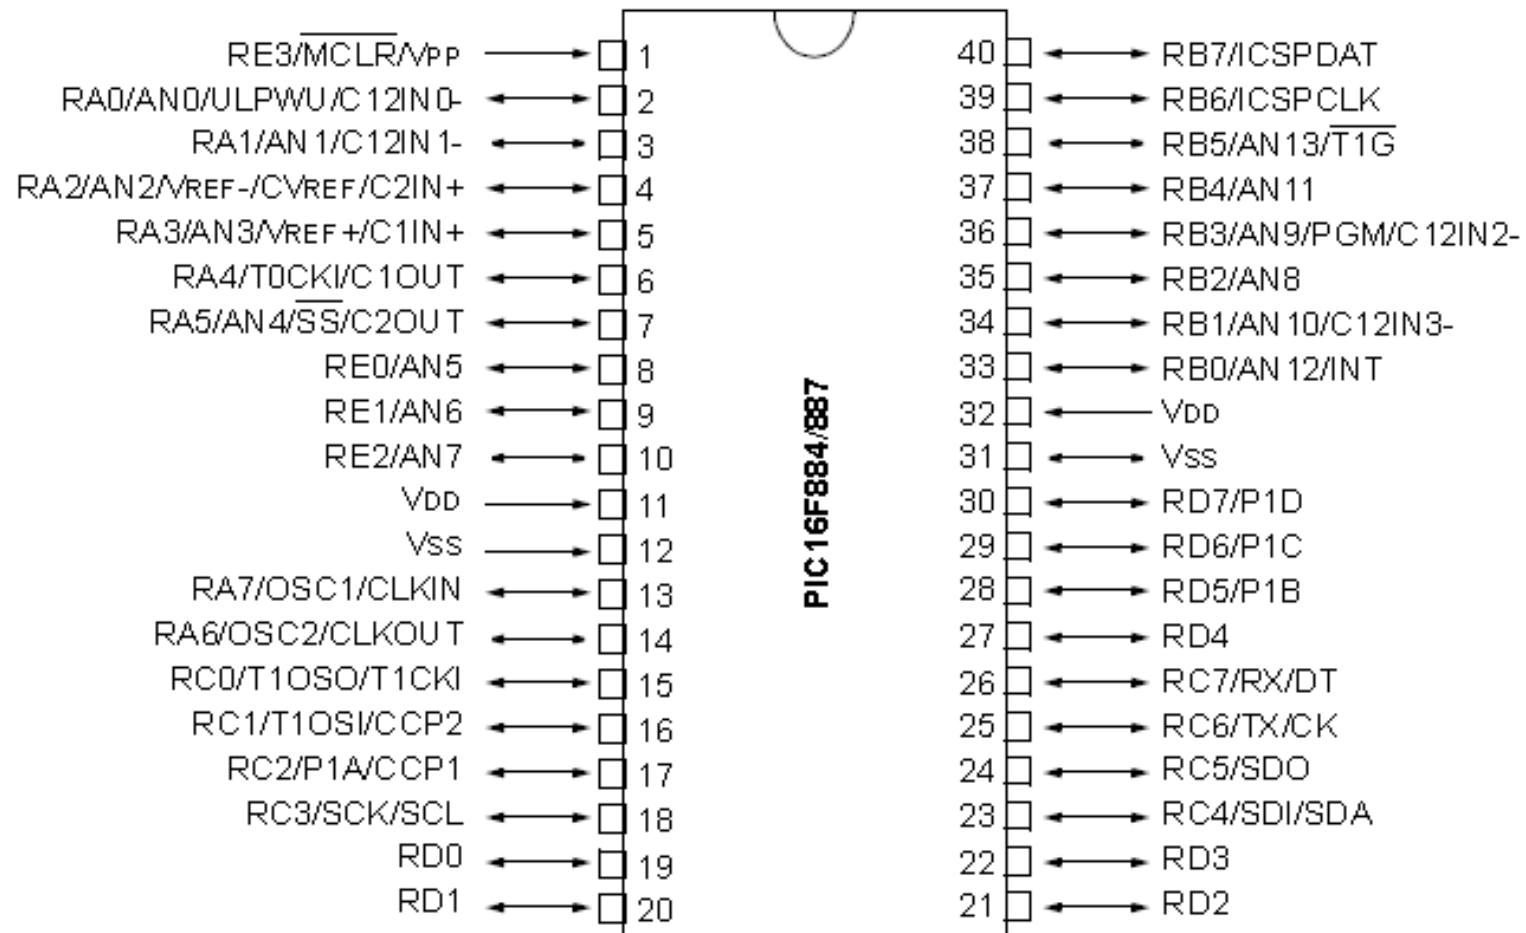 RE3/MCLR/VPP 1
RA0/AN0/ULPWU/C12IN0- 2
RA1/AN1/C12IN1- 3
RA2/AN2/VREF-/CVREF/C2IN+ 4
RA3/AN3/VREF+/C1IN+ 5
RA4/T0CKI/C1OUT 6
RA5/AN4/SS/C2OUT 7
RE0/AN5 8
RE1/AN6 9
RE2/AN7 10
VDD 11
VSS 12
RA7/OSC1/CLKIN 13
RA6/OSC2/CLKOUT 14
RC0/T1OSO/T1CKI 15
RC1/T1OSI/CCP2 16
RC2/P1A/CCP1 17
RC3/SCK/SCL 18
RD0 19
RD1 20
PIC16F884/887
40 RB7/ICSPDAT
39 RB6/ICSPCLK
38 RB5/AN13/T1G
37 RB4/AN11
36 RB3/AN9/PGM/C12IN2-
35 RB2/AN8
34 RB1/AN10/C12IN3-
33 RB0/AN12/INT
32 VDD
31 VSS
30 RD7/P1D
29 RD6/P1C
28 RD5/P1B
27 RD4
26 RC7/RX/DT
25 RC6/TX/CK
24 RC5/SDO
23 RC4/SDI/SDA
22 RD3
21 RD2